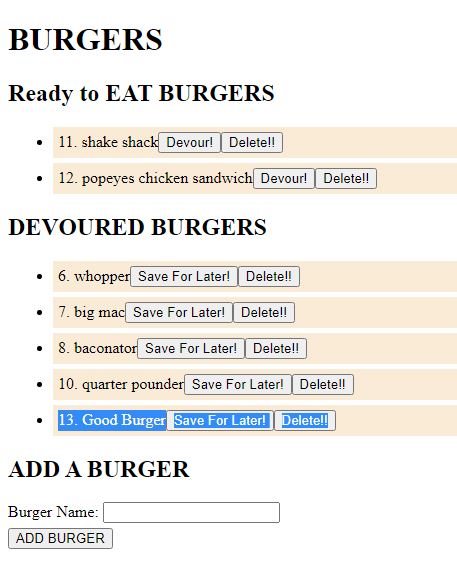 BURGERS
Ready to EAT BURGERS
11. shake shack Devour! Delete!!
12. popeyes chicken sandwich Devour! Delete!!
DEVOURED BURGERS
6. whopper Save For Later! Delete!!
7. big mac Save For Later! Delete!!
8. baconator Save For Later! Delete!!
10. quarter pounder Save For Later! Delete!!
13. Good Burger Save For Later! Delete!!
ADD A BURGER
Burger Name:
ADD BURGER